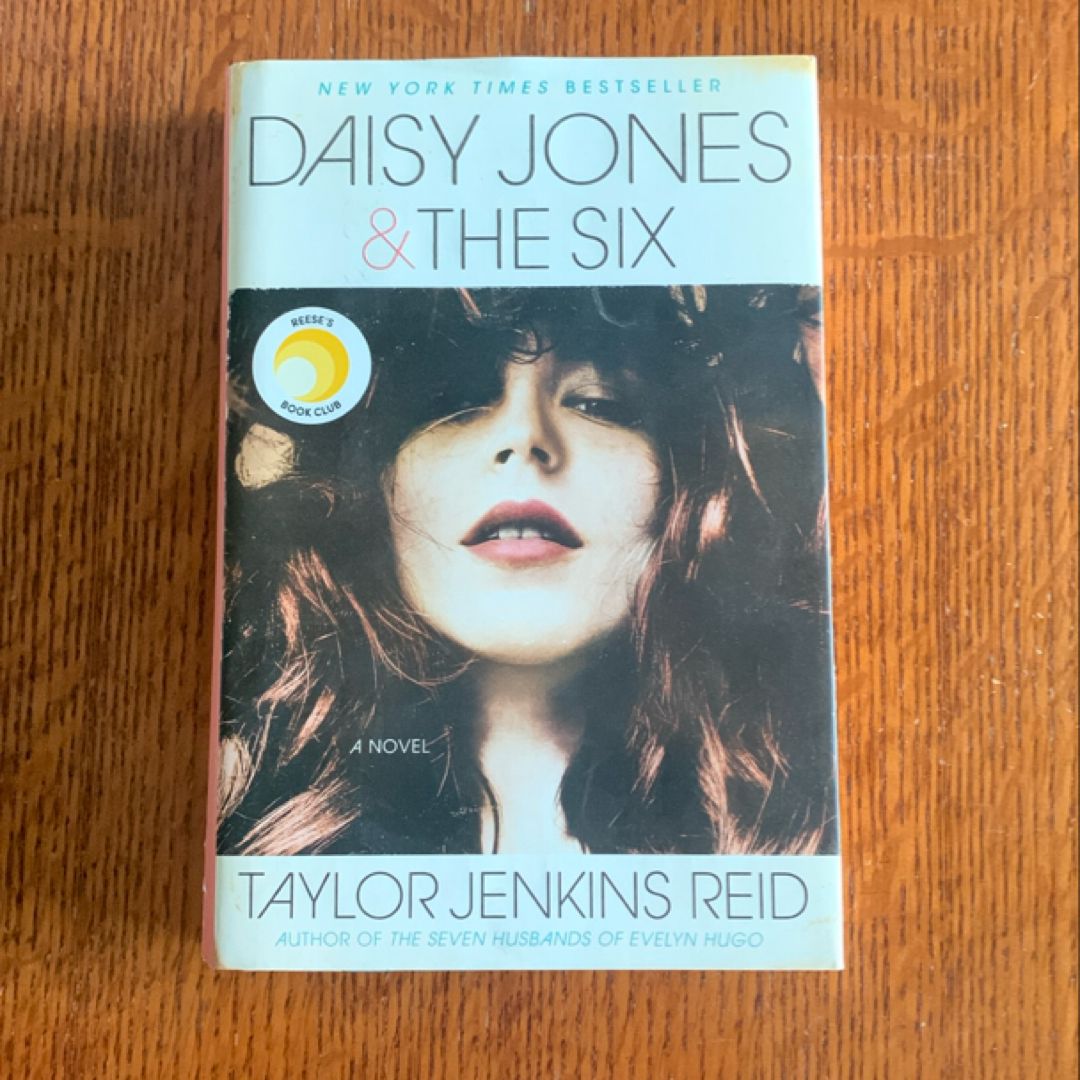 NEW YORK TIMES BESTSELLER
DAISY JONES
& THE SIX
REESE'S
BOOK CLUB
A NOVEL
TAYLOR JENKINS REID
AUTHOR OF THE SEVEN HUSBANDS OF EVELYN HUGO